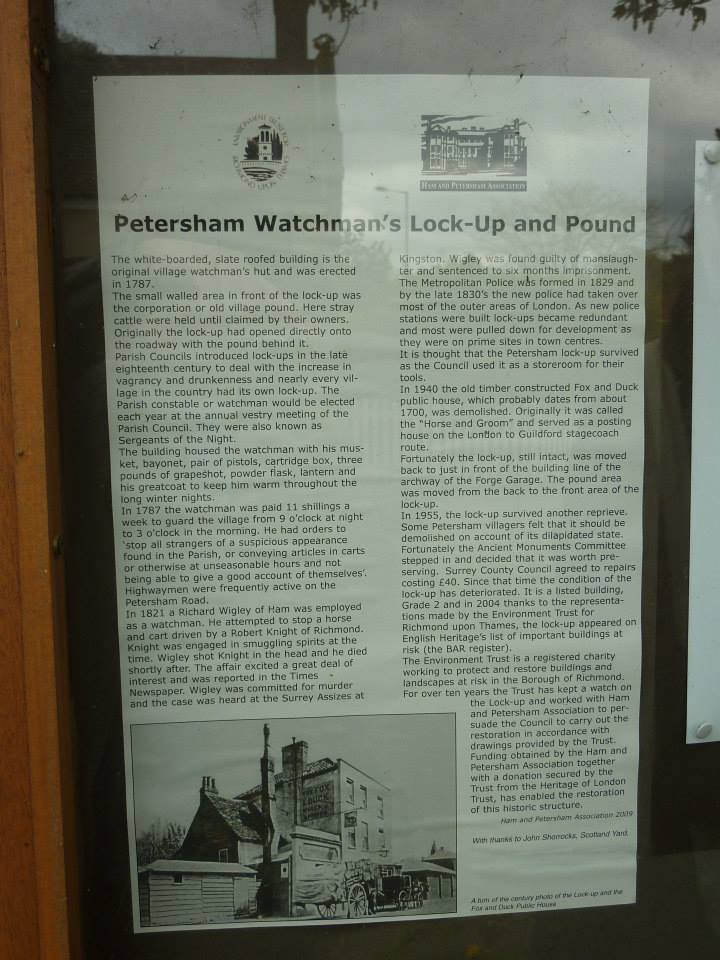 ENVIRONMENT TRUST FOR RICHMOND UPON THAMES
HAM AND PETERSHAM ASSOCIATION
Petersham Watchman's Lock-Up and Pound
The white-boarded, slate roofed building is the
original village watchman's hut and was erected
in 1787.
The small walled area in front of the lock-up was
the corporation or old village pound. Here stray
cattle were held until claimed by their owners.
Originally the lock-up had opened directly onto
the roadway with the pound behind it.
Parish Councils introduced lock-ups in the late
eighteenth century to deal with the increase in
vagrancy and drunkenness and nearly every vil-
lage in the country had its own lock-up. The
Parish constable or watchman would be elected
each year at the annual vestry meeting of the
Parish Council. They were also known as
Sergeants of the Night.
The building housed the watchman with his mus-
ket, bayonet, pair of pistols, cartridge box, three
pounds of grapeshot, powder flask, lantern and
his greatcoat to keep him warm throughout the
long winter nights.
In 1787 the watchman was paid 11 shillings a
week to guard the village from 9 o'clock at night
to 3 o'clock in the morning. He had orders to
'stop all strangers of a suspicious appearance
found in the Parish, or conveying articles in carts
or otherwise at unseasonable hours and not
being able to give a good account of themselves'.
Highwaymen were frequently active on the
Petersham Road.
In 1821 a Richard Wigley of Ham was employed
as a watchman. He attempted to stop a horse
and cart driven by a Robert Knight of Richmond.
Knight was engaged in smuggling spirits at the
time. Wigley shot Knight in the head and he died
shortly after. The affair excited a great deal of
interest and was reported in the Times
Newspaper. Wigley was committed for murder
and the case was heard at the Surrey Assizes at
Kingston. Wigley was found guilty of manslaugh-
ter and sentenced to six months imprisonment.
The Metropolitan Police was formed in 1829 and
by the late 1830's the new police had taken over
most of the outer areas of London. As new police
stations were built lock-ups became redundant
and most were pulled down for development as
they were on prime sites in town centres.
It is thought that the Petersham lock-up survived
as the Council used it as a storeroom for their
tools.
In 1940 the old timber constructed Fox and Duck
public house, which probably dates from about
1700, was demolished. Originally it was called
the "Horse and Groom" and served as a posting
house on the London to Guildford stagecoach
route.
Fortunately the lock-up, still intact, was moved
back to just in front of the building line of the
archway of the Forge Garage. The pound area
was moved from the back to the front area of the
lock-up.
In 1955, the lock-up survived another reprieve.
Some Petersham villagers felt that it should be
demolished on account of its dilapidated state.
Fortunately the Ancient Monuments Committee
stepped in and decided that it was worth pre-
serving. Surrey County Council agreed to repairs
costing £40. Since that time the condition of the
lock-up has deteriorated. It is a listed building,
Grade 2 and in 2004 thanks to the representa-
tions made by the Environment Trust for
Richmond upon Thames, the lock-up appeared on
English Heritage's list of important buildings at
risk (the BAR register).
The Environment Trust is a registered charity
working to protect and restore buildings and
landscapes at risk in the Borough of Richmond.
For over ten years the Trust has kept a watch on
the Lock-up and worked with Ham
and Petersham Association to per-
suade the Council to carry out the
restoration in accordance with
drawings provided by the Trust.
Funding obtained by the Ham and
Petersham Association together
with a donation secured by the
Trust from the Heritage of London
Trust, has enabled the restoration
of this historic structure.
Ham and Petersham Association 2009
With thanks to John Shorrocks, Scotland Yard.
A turn of the century photo of the Lock-up and the
Fox and Duck Public House
FOX
DUCK